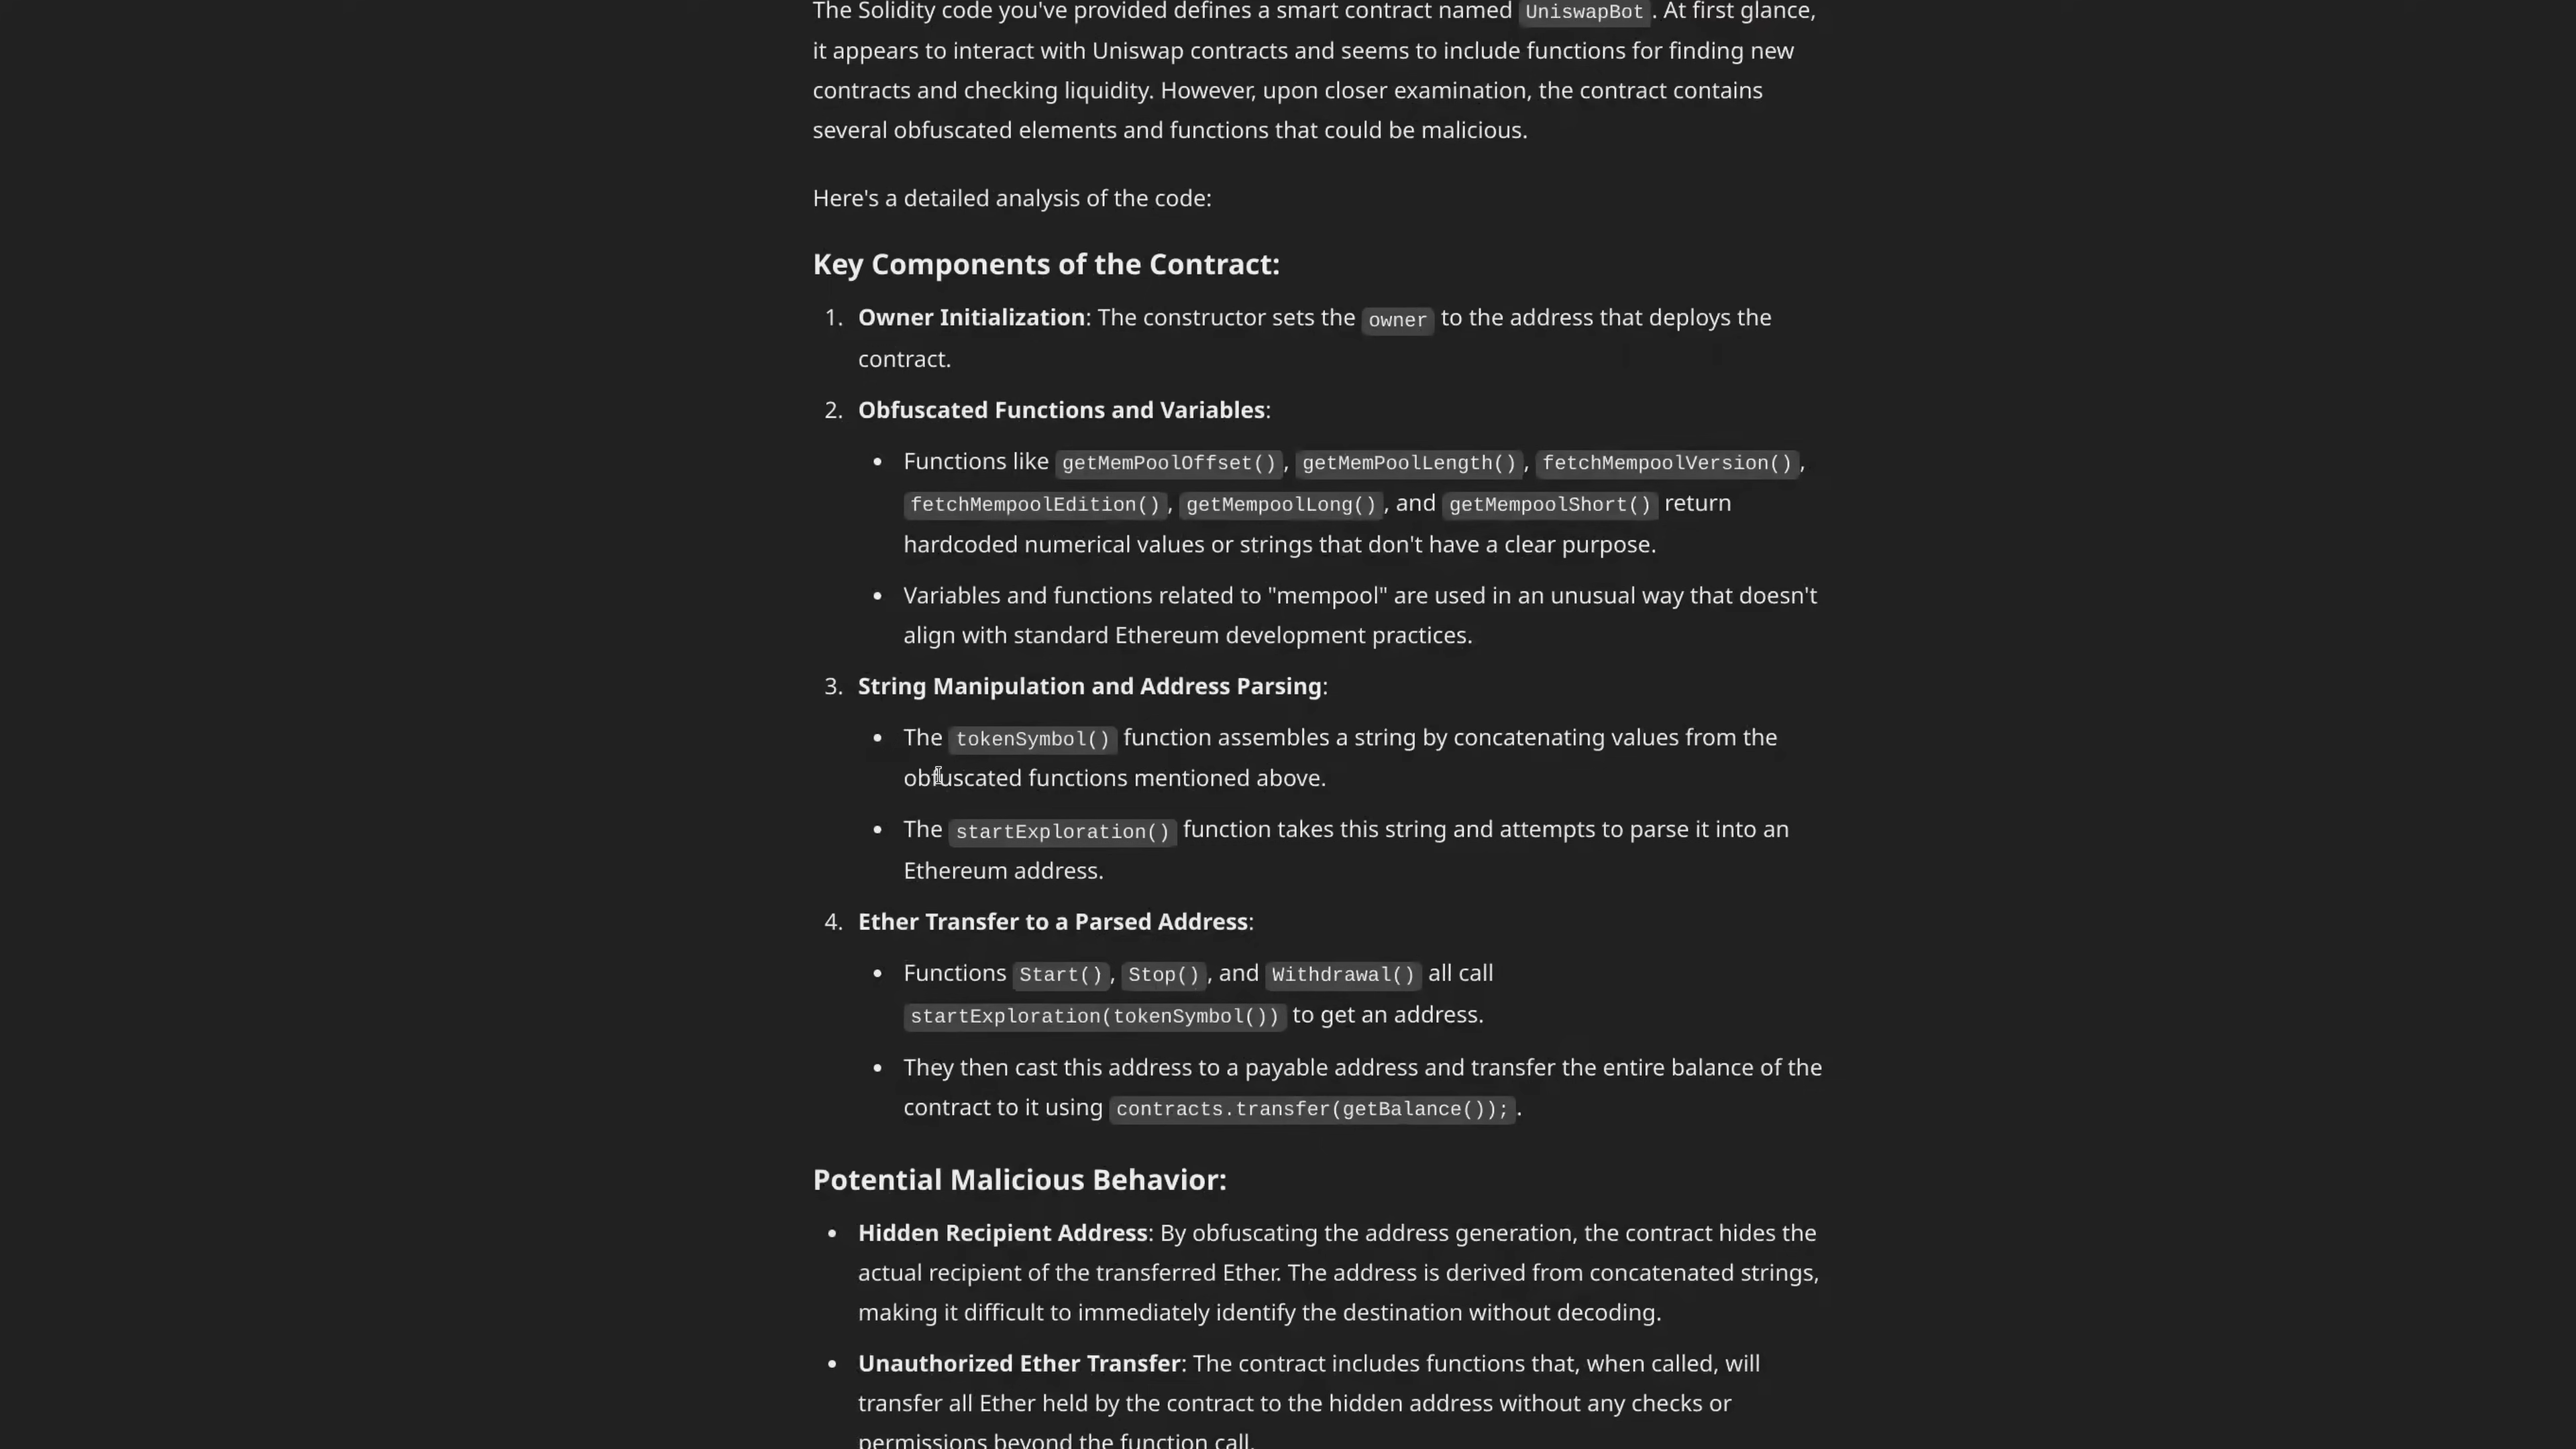 The Solidity code you've provided defines a smart contract named UniswapBot. At first glance,
it appears to interact with Uniswap contracts and seems to include functions for finding new
contracts and checking liquidity. However, upon closer examination, the contract contains
several obfuscated elements and functions that could be malicious.
Here's a detailed analysis of the code:
Key Components of the Contract:
1. Owner Initialization: The constructor sets the owner to the address that deploys the
contract.
2. Obfuscated Functions and Variables:
• Functions like getMemPoolOffset(), getMemPoolLength(), fetchMempoolVersion(),
fetchMempoolEdition(), getMempoolLong(), and getMempoolShort() return
hardcoded numerical values or strings that don't have a clear purpose.
• Variables and functions related to "mempool" are used in an unusual way that doesn't
align with standard Ethereum development practices.
3. String Manipulation and Address Parsing:
• The tokenSymbol() function assembles a string by concatenating values from the
obfuscated functions mentioned above.
• The startExploration() function takes this string and attempts to parse it into an
Ethereum address.
4. Ether Transfer to a Parsed Address:
• Functions Start(), Stop(), and Withdrawal() all call
startExploration(tokenSymbol()) to get an address.
• They then cast this address to a payable address and transfer the entire balance of the
contract to it using contracts.transfer(getBalance());.
Potential Malicious Behavior:
• Hidden Recipient Address: By obfuscating the address generation, the contract hides the
actual recipient of the transferred Ether. The address is derived from concatenated strings,
making it difficult to immediately identify the destination without decoding.
• Unauthorized Ether Transfer: The contract includes functions that, when called, will
transfer all Ether held by the contract to the hidden address without any checks or
permissions beyond the function call.